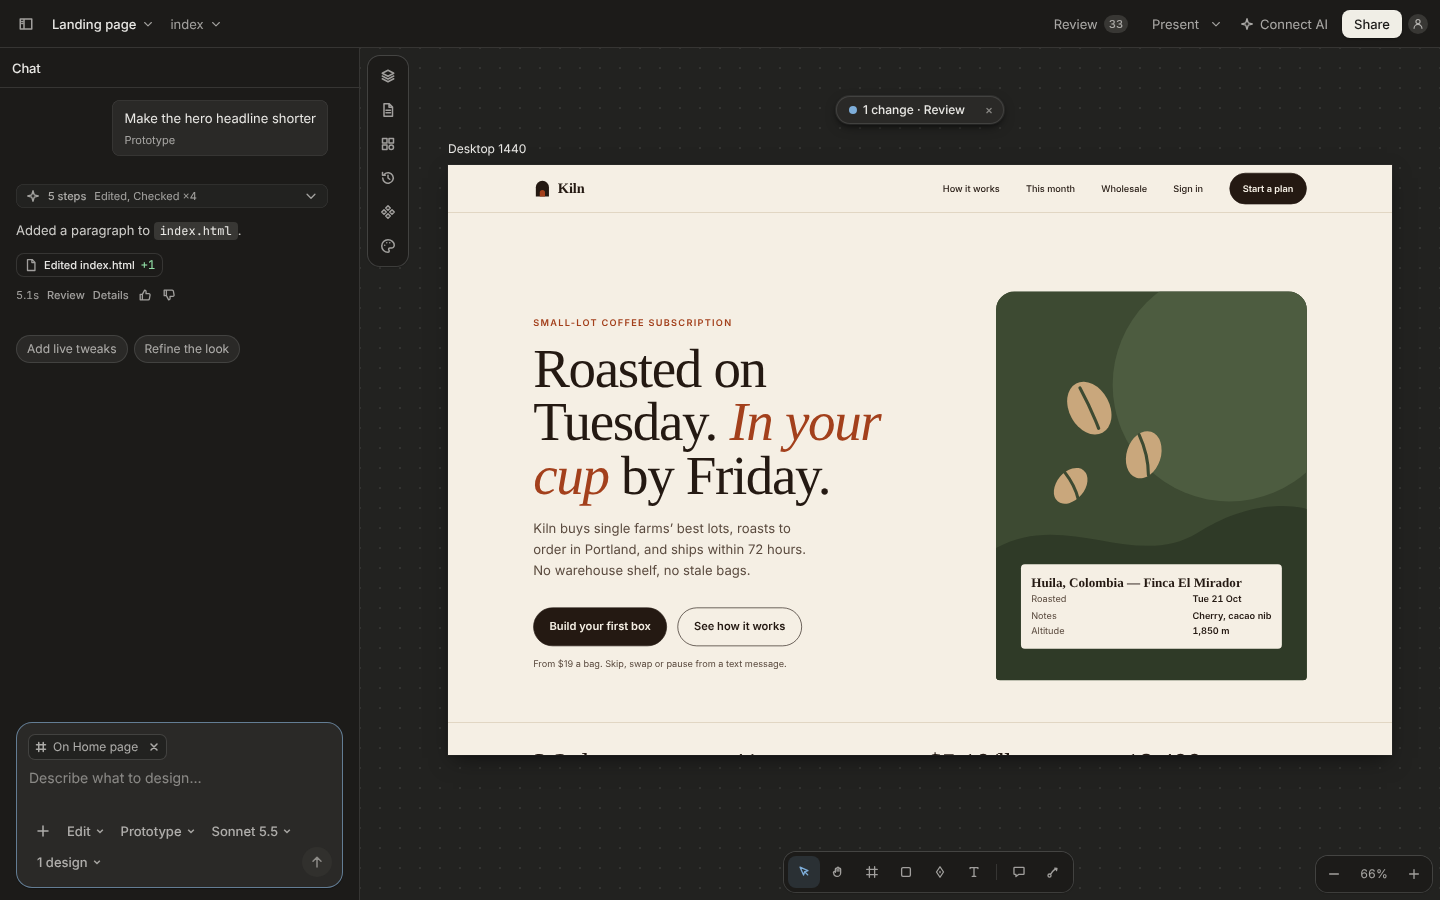 Landing page
index
Review 33
Present
Connect AI
Share
Chat
Make the hero headline shorter
Prototype
5 steps Edited, Checked ×4
Added a paragraph to index.html.
Edited index.html +1
5.1s Review Details
Add live tweaks
Refine the look
On Home page
Describe what to design...
Edit
Prototype
Sonnet 5.5
1 design
1 change · Review ×
Desktop 1440
Kiln
How it works
This month
Wholesale
Sign in
Start a plan
SMALL-LOT COFFEE SUBSCRIPTION
Roasted on
Tuesday. In your
cup by Friday.
Kiln buys single farms’ best lots, roasts to
order in Portland, and ships within 72 hours.
No warehouse shelf, no stale bags.
Build your first box
See how it works
From $19 a bag. Skip, swap or pause from a text message.
Huila, Colombia — Finca El Mirador
Roasted Tue 21 Oct
Notes Cherry, cacao nib
Altitude 1,850 m
66%